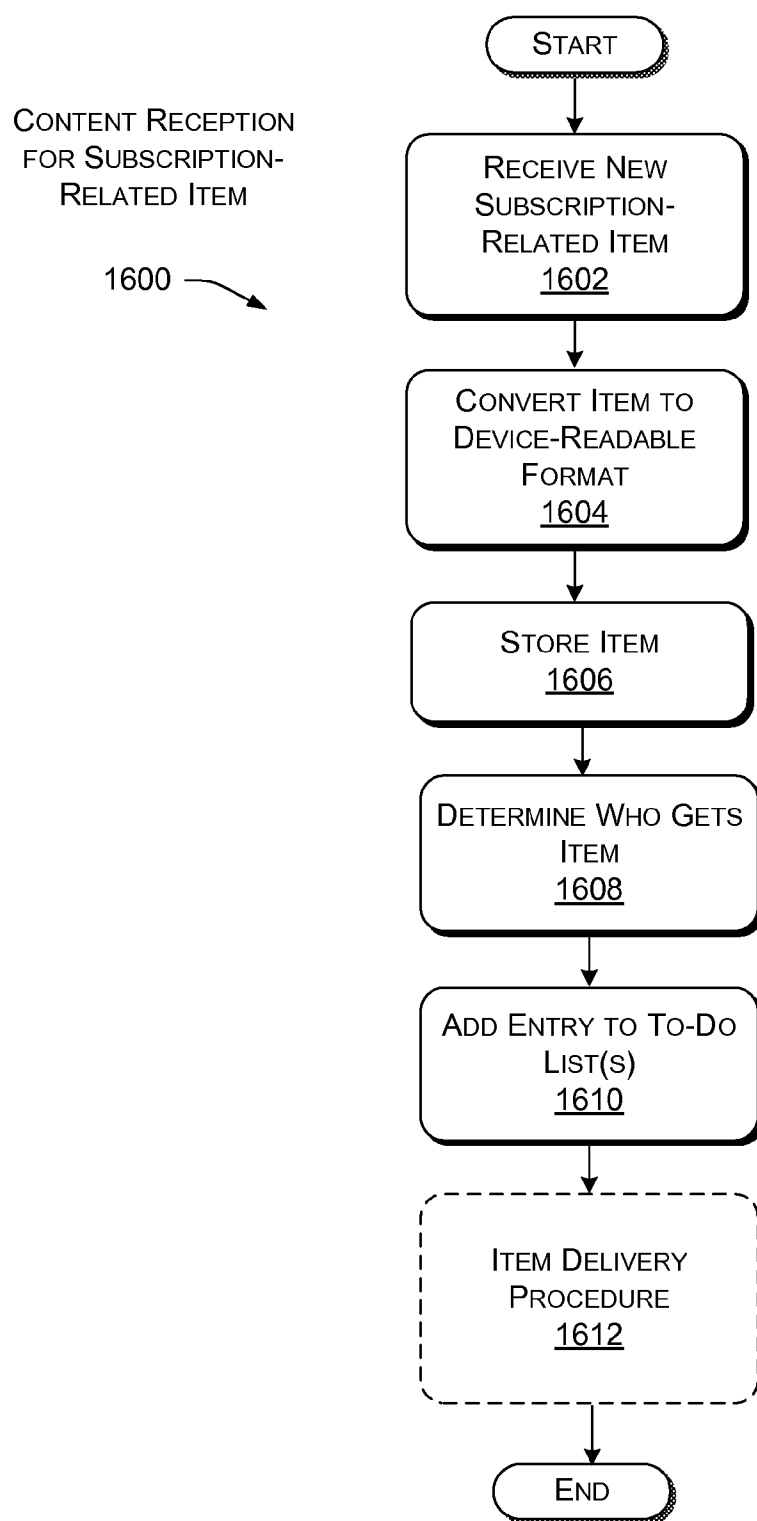 START
CONTENT RECEPTION
FOR SUBSCRIPTION-
RELATED ITEM
1600
RECEIVE NEW
SUBSCRIPTION-
RELATED ITEM
1602
CONVERT ITEM TO
DEVICE-READABLE
FORMAT
1604
STORE ITEM
1606
DETERMINE WHO GETS
ITEM
1608
ADD ENTRY TO TO-DO
LIST(S)
1610
ITEM DELIVERY
PROCEDURE
1612
END